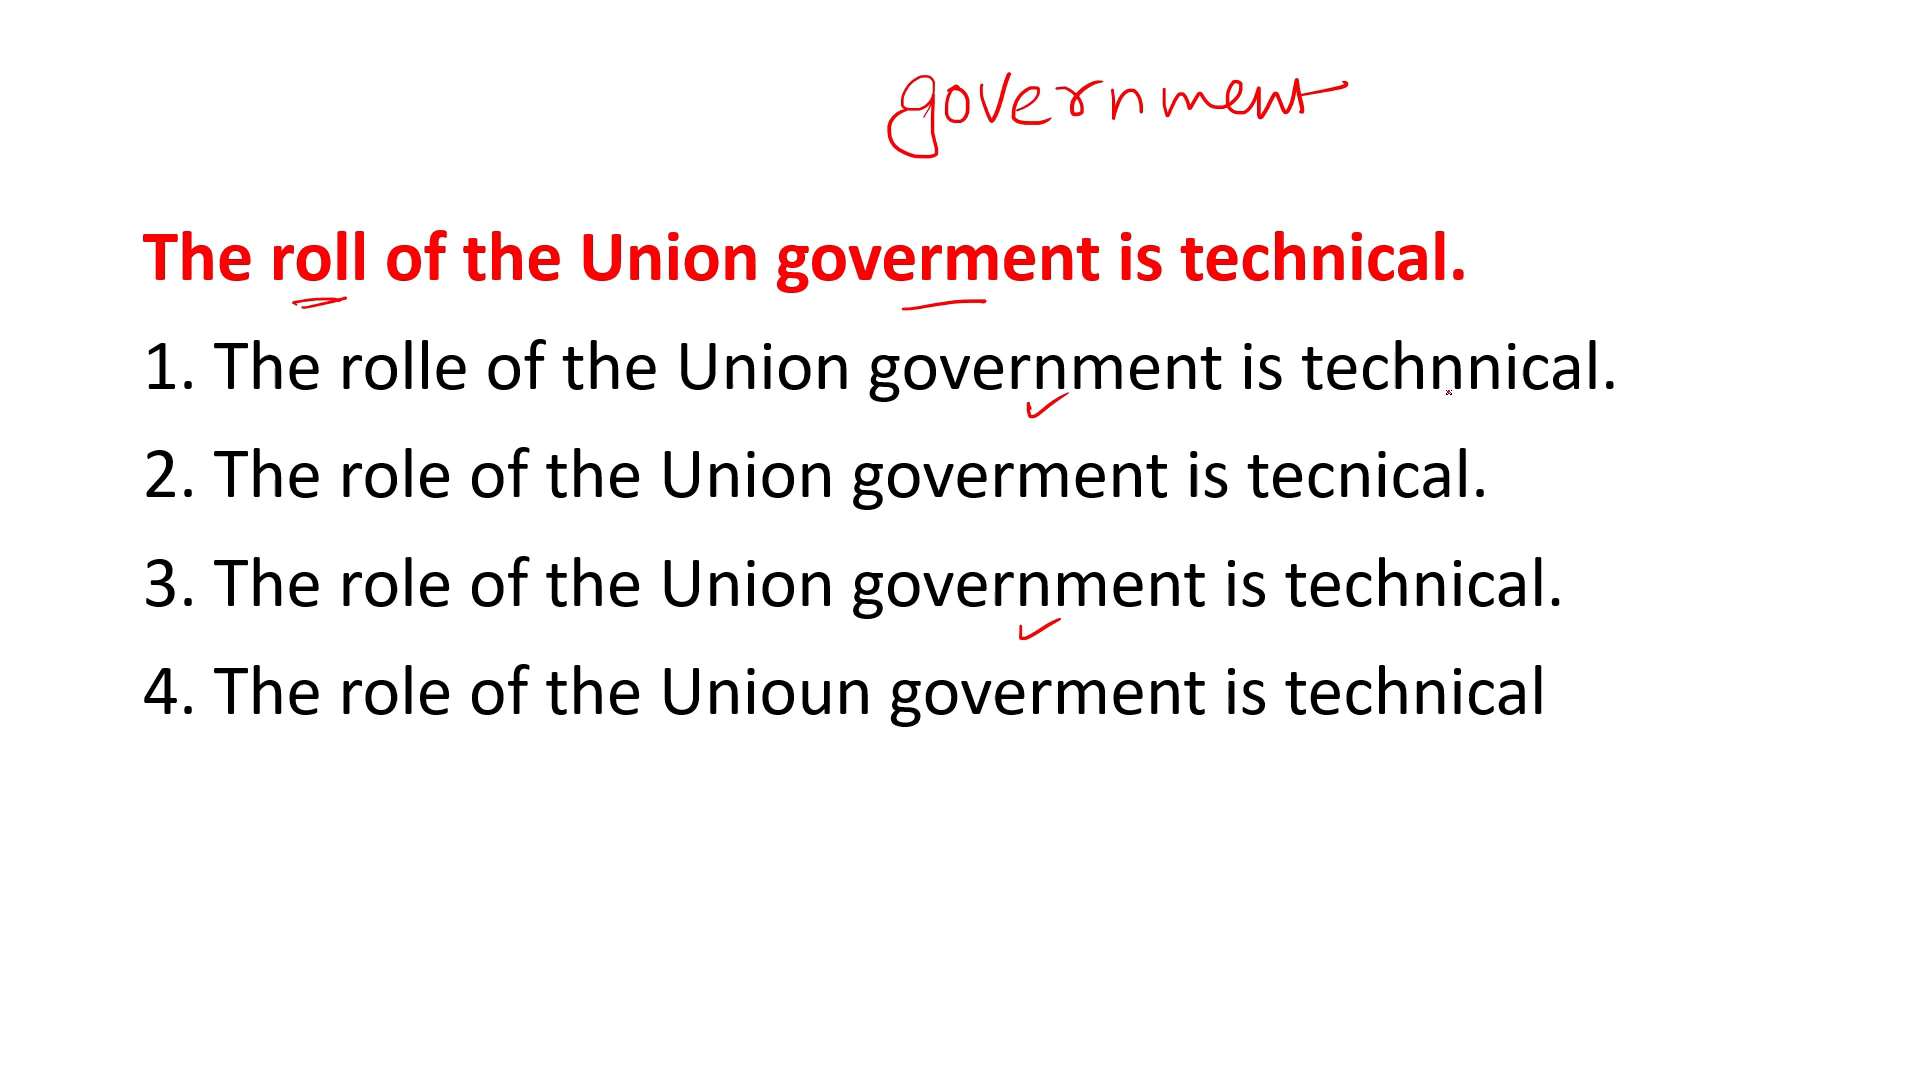 government
The roll of the Union goverment is technical.
1. The rolle of the Union government is technnical.
2. The role of the Union goverment is tecnical.
3. The role of the Union government is technical.
4. The role of the Unioun goverment is technical